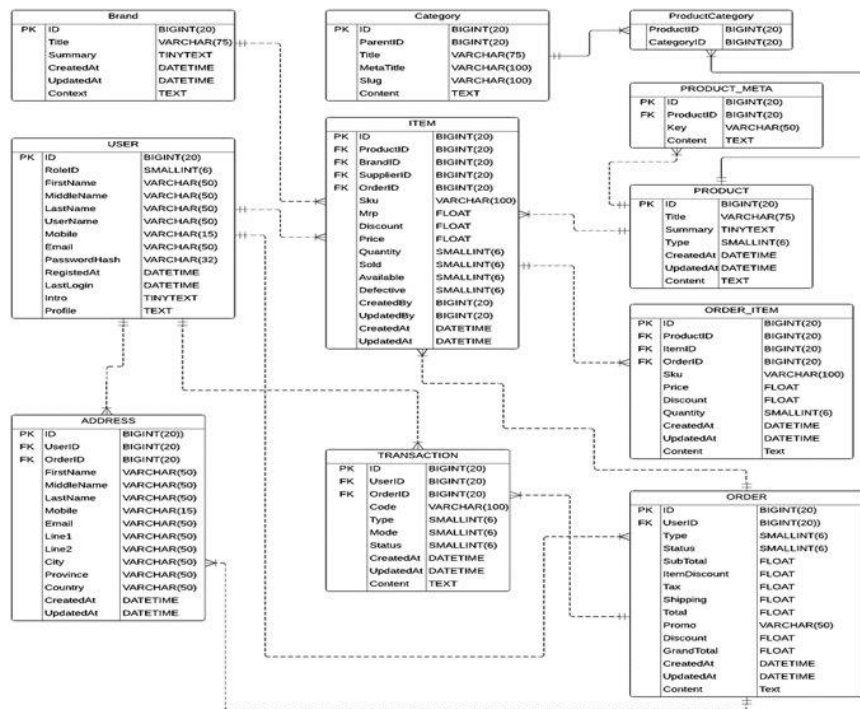 Brand
PK ID BIGINT(20)
Title VARCHAR(75)
Summary TINYTEXT
CreatedAt DATETIME
UpdatedAt DATETIME
Context TEXT
Category
PK ID BIGINT(20)
ParentID BIGINT(20)
Title VARCHAR(75)
MetaTitle VARCHAR(100)
Slug VARCHAR(100)
Content TEXT
ProductCategory
ProductID BIGINT(20)
CategoryID BIGINT(20)
PRODUCT_META
PK ID BIGINT(20)
FK ProductID BIGINT(20)
Key VARCHAR(50)
Content TEXT
USER
PK ID BIGINT(20)
RoleID SMALLINT(6)
FirstName VARCHAR(50)
MiddleName VARCHAR(50)
LastName VARCHAR(50)
UserName VARCHAR(50)
Mobile VARCHAR(15)
Email VARCHAR(50)
PasswordHash VARCHAR(32)
RegistedAt DATETIME
LastLogin DATETIME
Intro TINYTEXT
Profile TEXT
ITEM
PK ID BIGINT(20)
FK ProductID BIGINT(20)
FK BrandID BIGINT(20)
FK SupplierID BIGINT(20)
FK OrderID BIGINT(20)
Sku VARCHAR(100)
Mrp FLOAT
Discount FLOAT
Price FLOAT
Quantity SMALLINT(6)
Sold SMALLINT(6)
Available SMALLINT(6)
Defective SMALLINT(6)
CreatedBy BIGINT(20)
UpdatedBy BIGINT(20)
CreatedAt DATETIME
UpdatedAt DATETIME
PRODUCT
PK ID BIGINT(20)
Title VARCHAR(75)
Summary TINYTEXT
Type SMALLINT(6)
CreatedAt DATETIME
UpdatedAt DATETIME
Content TEXT
ORDER_ITEM
PK ID BIGINT(20)
FK ProductID BIGINT(20)
FK ItemID BIGINT(20)
FK OrderID BIGINT(20)
Sku VARCHAR(100)
Price FLOAT
Discount FLOAT
Quantity SMALLINT(6)
CreatedAt DATETIME
UpdatedAt DATETIME
Content Text
ADDRESS
PK ID BIGINT(20))
FK UserID BIGINT(20)
FK OrderID BIGINT(20)
FirstName VARCHAR(50)
MiddleName VARCHAR(50)
LastName VARCHAR(50)
Mobile VARCHAR(15)
Email VARCHAR(50)
Line1 VARCHAR(50)
Line2 VARCHAR(50)
City VARCHAR(50)
Province VARCHAR(50)
Country VARCHAR(50)
CreatedAt DATETIME
UpdatedAt DATETIME
TRANSACTION
PK ID BIGINT(20)
FK UserID BIGINT(20)
FK OrderID BIGINT(20)
Code VARCHAR(100)
Type SMALLINT(6)
Mode SMALLINT(6)
Status SMALLINT(6)
CreatedAt DATETIME
UpdatedAt DATETIME
Content TEXT
ORDER
PK ID BIGINT(20)
FK UserID BIGINT(20))
Type SMALLINT(6)
Status SMALLINT(6)
SubTotal FLOAT
ItemDiscount FLOAT
Tax FLOAT
Shipping FLOAT
Total FLOAT
Promo VARCHAR(50)
Discount FLOAT
GrandTotal FLOAT
CreatedAt DATETIME
UpdatedAt DATETIME
Content Text